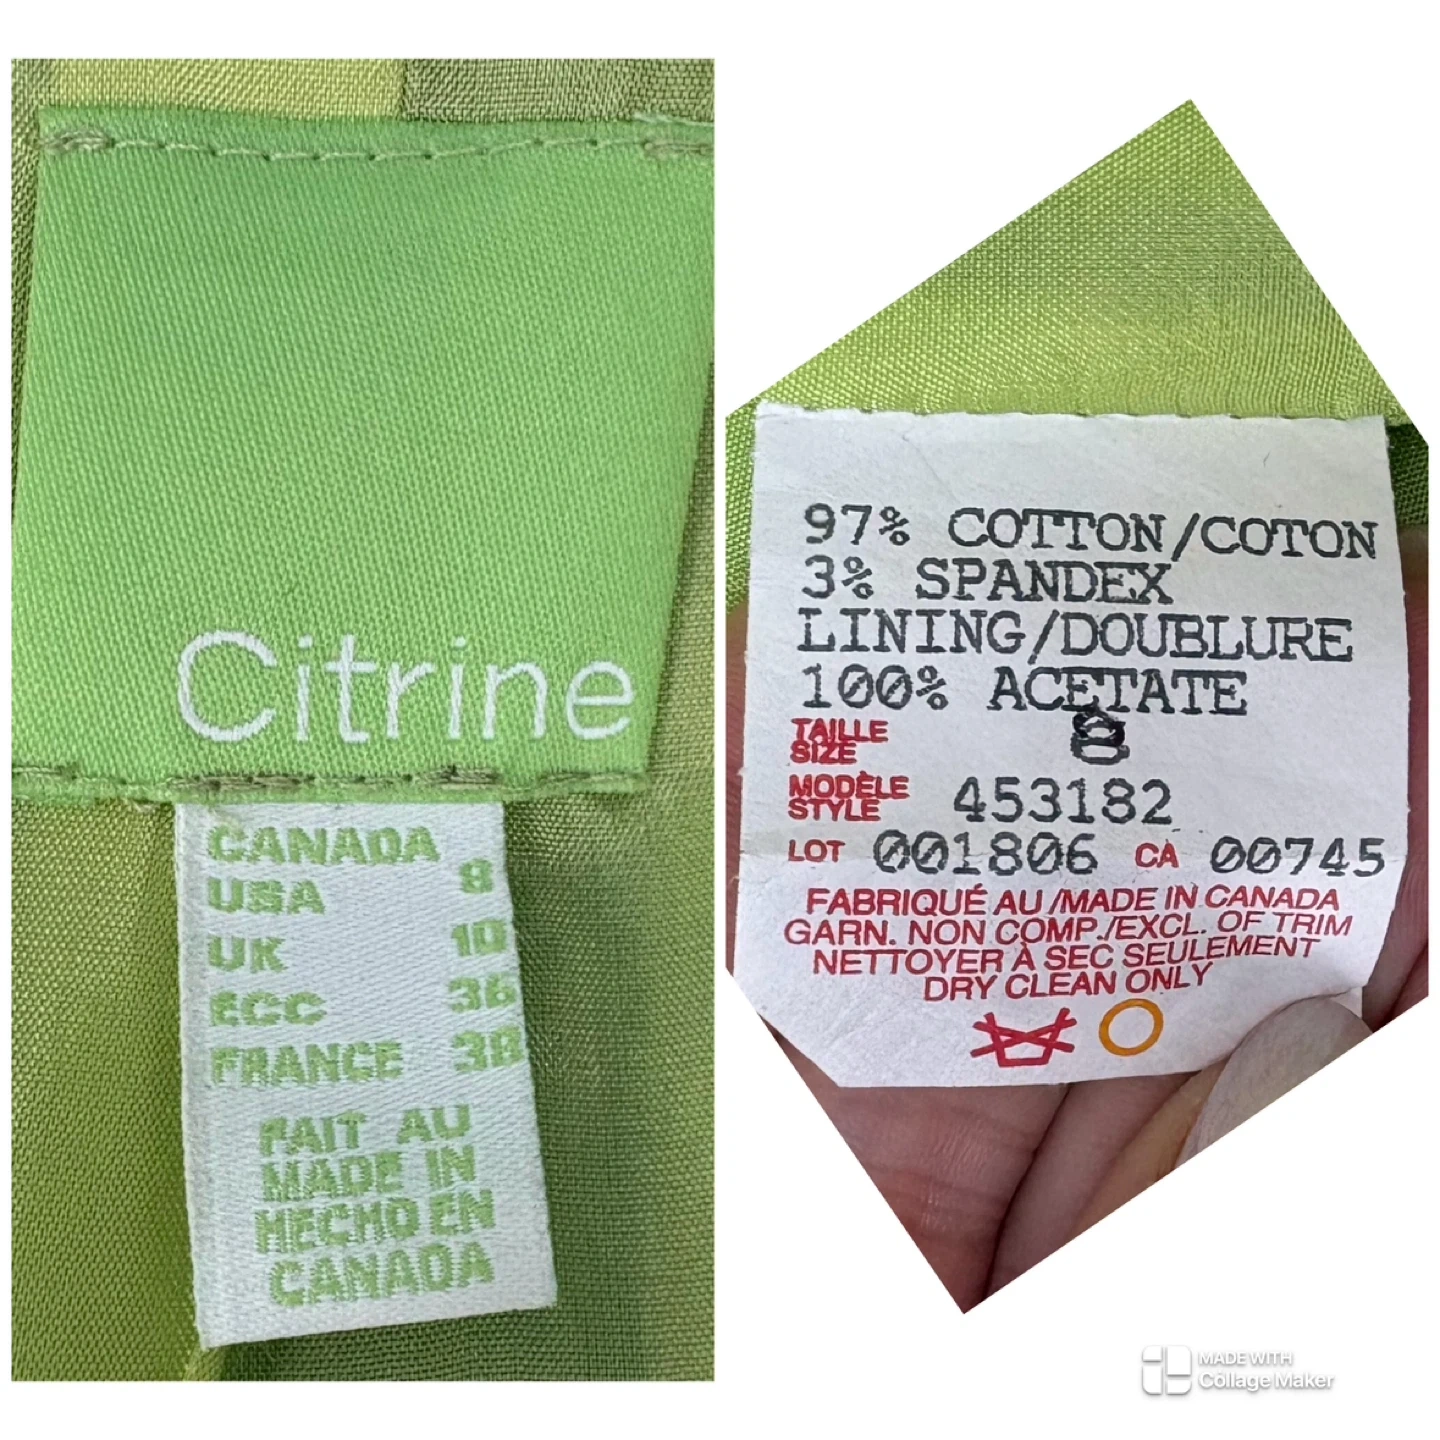 Citrine
CANADA
USA 8
UK 10
ECC 36
FRANCE 38
FAIT AU
MADE IN
HECHO EN
CANADA
97% COTTON/COTON
3% SPANDEX
LINING/DOUBLURE
100% ACETATE
TAILLE
SIZE 8
MODÈLE
STYLE 453182
LOT 001806 CA 00745
FABRIQUÉ AU/MADE IN CANADA
GARN. NON COMP./EXCL. OF TRIM
NETTOYER À SEC SEULEMENT
DRY CLEAN ONLY
MADE WITH
Collage Maker